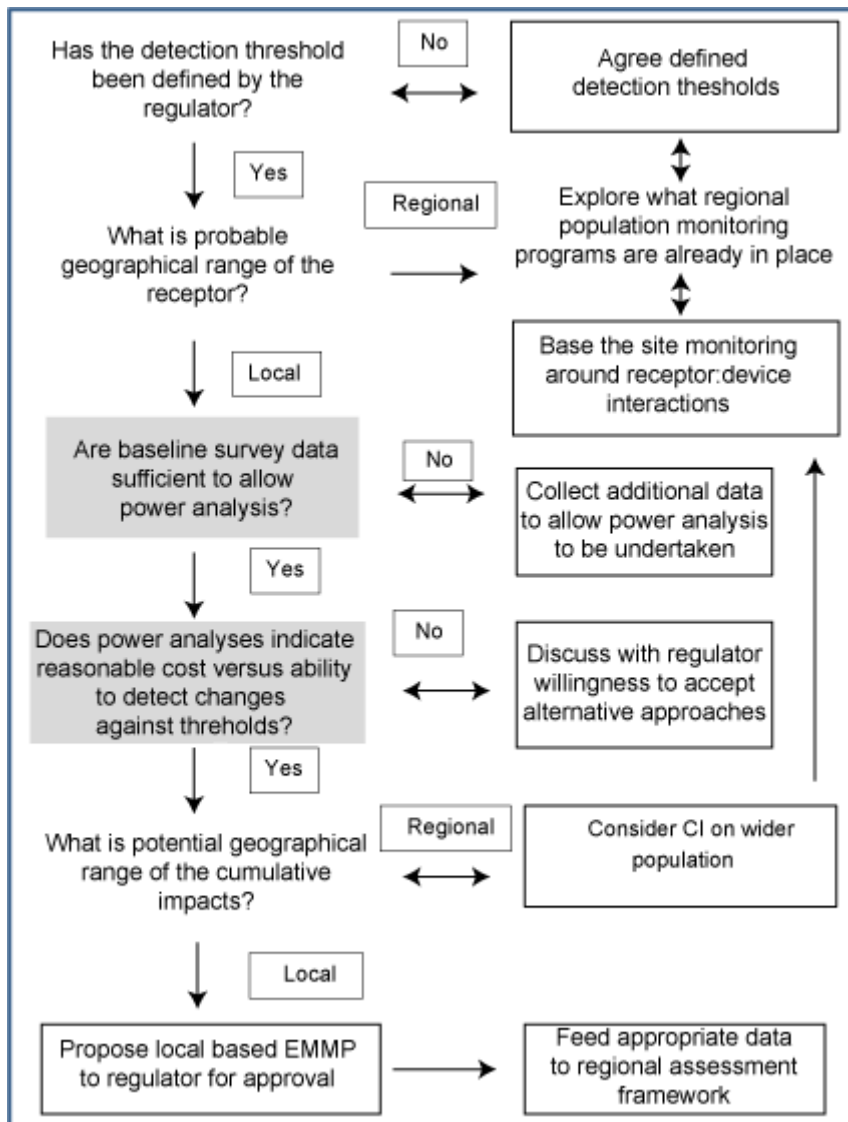 Has the detection threshold
been defined by the
regulator?
No
Agree defined
detection thesholds
Yes
Regional
Explore what regional
population monitoring
programs are already in place
What is probable
geographical range of the
receptor?
Local
Base the site monitoring
around receptor:device
interactions
Are baseline survey data
sufficient to allow
power analysis?
No
Collect additional data
to allow power analysis
to be undertaken
Yes
Does power analyses indicate
reasonable cost versus ability
to detect changes
against threholds?
No
Discuss with regulator
willingness to accept
alternative approaches
Yes
What is potential geographical
range of the cumulative
impacts?
Regional
Consider CI on wider
population
Local
Propose local based EMMP
to regulator for approval
Feed appropriate data
to regional assessment
framework